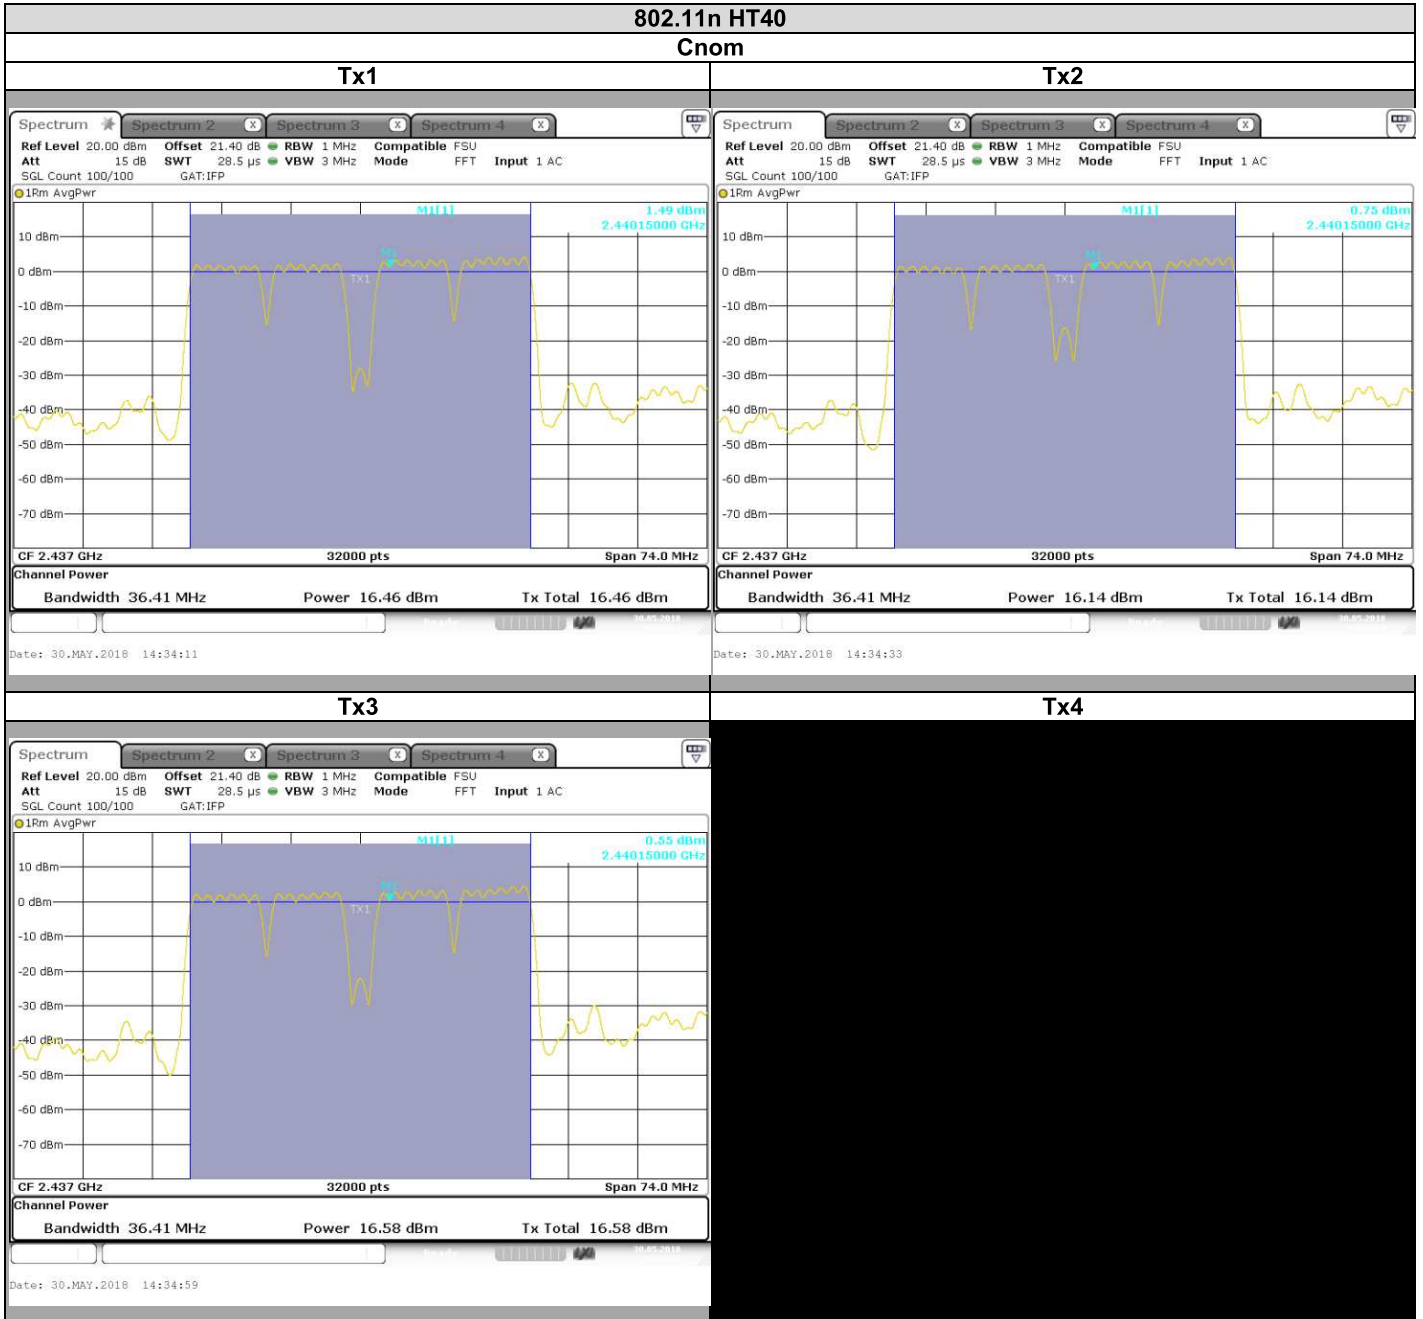 802.11n HT40
Cnom
Tx1
Tx2
Spectrum Spectrum 2 X Spectrum 3 X Spectrum 4 X
Ref Level 20.00 dBm Offset 21.40 dB RBW 1 MHz Compatible FSU
Att 15 dB SWT 28.5 µs VBW 3 MHz Mode FFT Input 1 AC
SGL Count 100/100 GAT:IFP
1Rm AvgPwr
M1[1] 1.49 dBm
2.44015000 GHz
10 dBm
M1
0 dBm
TX1
-10 dBm
-20 dBm
-30 dBm
-40 dBm
-50 dBm
-60 dBm
-70 dBm
CF 2.437 GHz 32000 pts Span 74.0 MHz
Channel Power
Bandwidth 36.41 MHz Power 16.46 dBm Tx Total 16.46 dBm
Date: 30.MAY.2018 14:34:11
Spectrum Spectrum 2 X Spectrum 3 X Spectrum 4 X
Ref Level 20.00 dBm Offset 21.40 dB RBW 1 MHz Compatible FSU
Att 15 dB SWT 28.5 µs VBW 3 MHz Mode FFT Input 1 AC
SGL Count 100/100 GAT:IFP
1Rm AvgPwr
M1[1] 0.75 dBm
2.44015000 GHz
10 dBm
M1
0 dBm
TX1
-10 dBm
-20 dBm
-30 dBm
-40 dBm
-50 dBm
-60 dBm
-70 dBm
CF 2.437 GHz 32000 pts Span 74.0 MHz
Channel Power
Bandwidth 36.41 MHz Power 16.14 dBm Tx Total 16.14 dBm
30.05.2018
Date: 30.MAY.2018 14:34:33
Tx3
Tx4
Spectrum Spectrum 2 X Spectrum 3 X Spectrum 4 X
Ref Level 20.00 dBm Offset 21.40 dB RBW 1 MHz Compatible FSU
Att 15 dB SWT 28.5 µs VBW 3 MHz Mode FFT Input 1 AC
SGL Count 100/100 GAT:IFP
1Rm AvgPwr
M1[1] 0.55 dBm
2.44015000 GHz
10 dBm
M1
0 dBm
TX1
-10 dBm
-20 dBm
-30 dBm
-40 dBm
-50 dBm
-60 dBm
-70 dBm
CF 2.437 GHz 32000 pts Span 74.0 MHz
Channel Power
Bandwidth 36.41 MHz Power 16.58 dBm Tx Total 16.58 dBm
30.05.2018
Date: 30.MAY.2018 14:34:59